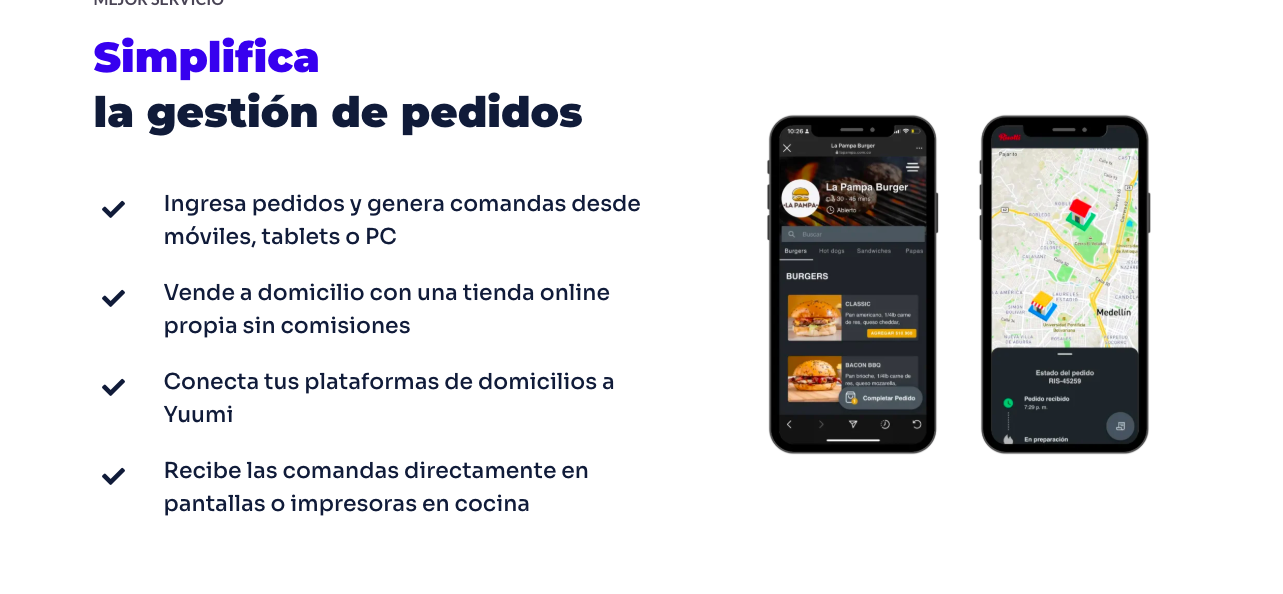 MEJOR SERVICIO
Simplifica
la gestión de pedidos
Ingresa pedidos y genera comandas desde
móviles, tablets o PC
Vende a domicilio con una tienda online
propia sin comisiones
Conecta tus plataformas de domicilios a
Yuumi
Recibe las comandas directamente en
pantallas o impresoras en cocina
10:26
La Pampa Burger
LA PAMPA
La Pampa Burger
30 - 45 mins
Abierto
Buscar
Burgers Hot dogs Sandwiches Papas
BURGERS
CLASSIC
Pan americano, 1/4lb carne
de res, queso cheddar,
BACON BBQ
Pan brioche, 1/4lb carne de
res, queso mozarella,
Completar Pedido
Medellín
Estado del pedido
RIS-45259
Pedido recibido
7:29 p. m.
En preparación